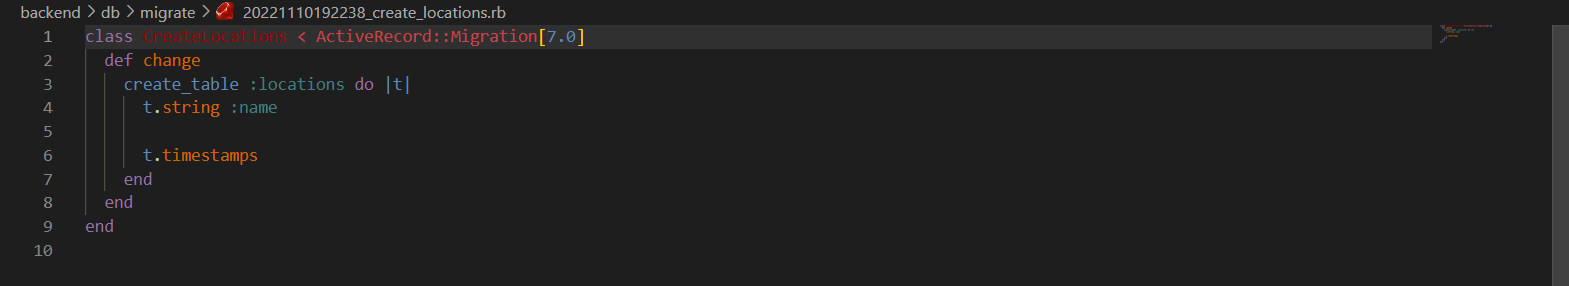 backend > db > migrate > 20221110192238_create_locations.rb
1 class CreateLocations < ActiveRecord::Migration[7.0]
2 def change
3 create_table :locations do |t|
4 t.string :name
5
6 t.timestamps
7 end
8 end
9 end
10